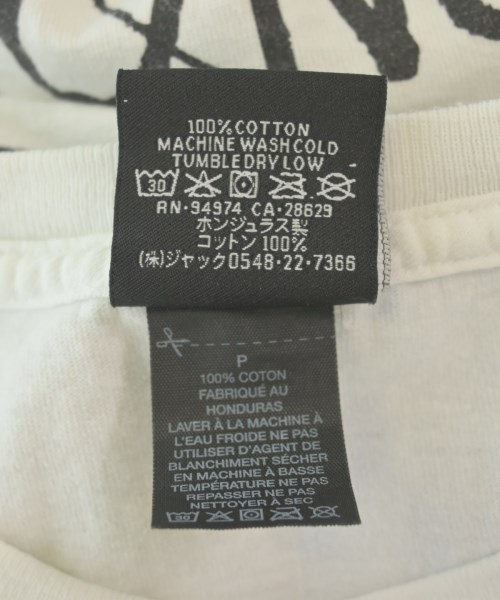 100% COTTON
MACHINE WASH COLD
TUMBLE DRY LOW
30
RN·94974 CA·28629
ホンジュラス製
コットン 100%
(株)ジャック0548·22·7366
P
100% COTON
FABRIQUÉ AU
HONDURAS
LAVER À LA MACHINE À
L'EAU FROIDE NE PAS
UTILISER D'AGENT DE
BLANCHIMENT SÉCHER
EN MACHINE À BASSE
TEMPÉRATURE NE PAS
REPASSER NE PAS
NETTOYER À SEC
30